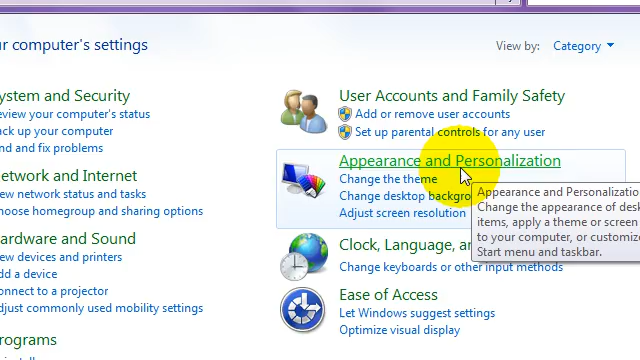 ur computer's settings
View by: Category
ystem and Security
eview your computer's status
ack up your computer
nd and fix problems
etwork and Internet
iew network status and tasks
hoose homegroup and sharing options
ardware and Sound
iew devices and printers
dd a device
onnect to a projector
djust commonly used mobility settings
rograms
User Accounts and Family Safety
Add or remove user accounts
Set up parental controls for any user
Appearance and Personalization
Change the theme
Change desktop backgro
Adjust screen resolution
Appearance and Personalizatio
Change the appearance of desk
items, apply a theme or screen
to your computer, or customize
Start menu and taskbar.
Clock, Language, an
Change keyboards or other input methods
Ease of Access
Let Windows suggest settings
Optimize visual display